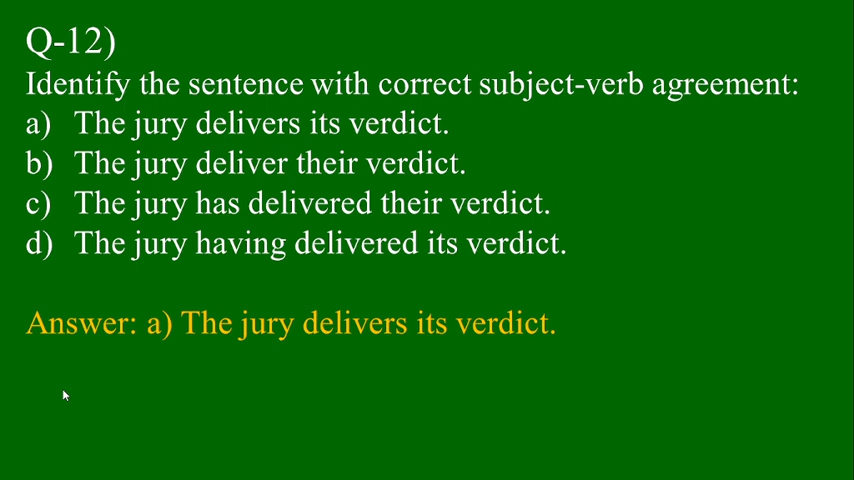 Q-12)
Identify the sentence with correct subject-verb agreement:
a) The jury delivers its verdict.
b) The jury deliver their verdict.
c) The jury has delivered their verdict.
d) The jury having delivered its verdict.
Answer: a) The jury delivers its verdict.